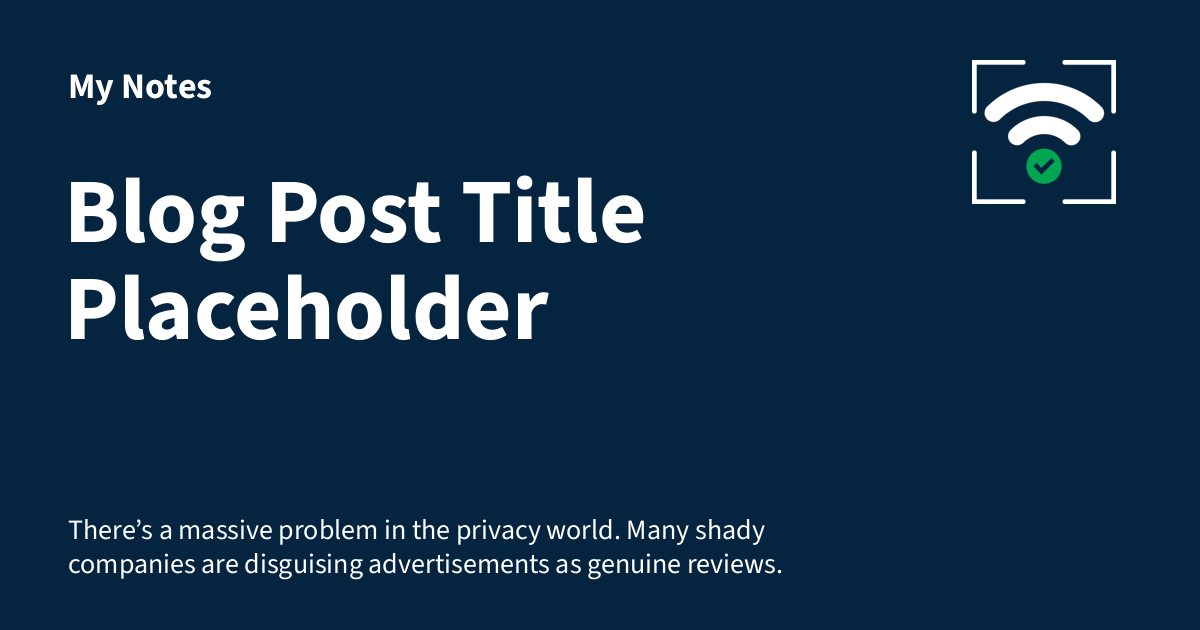 My Notes
Blog Post Title
Placeholder
There’s a massive problem in the privacy world. Many shady
companies are disguising advertisements as genuine reviews.